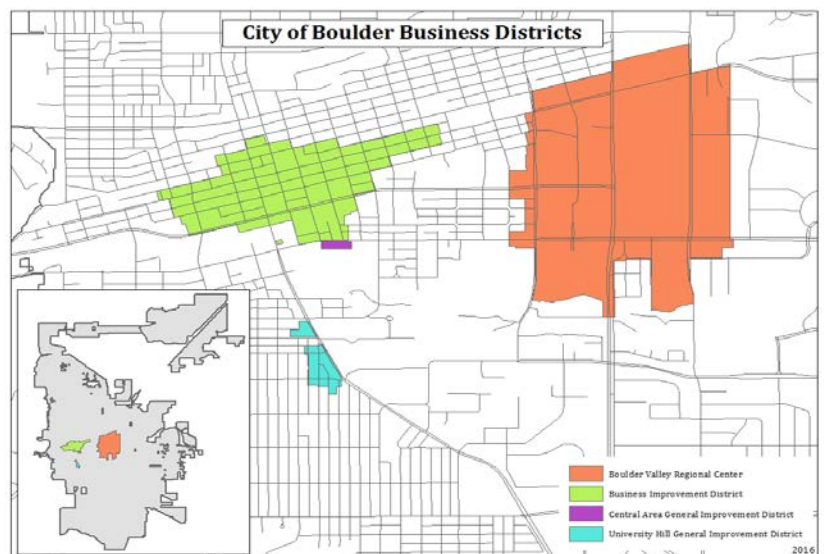 City of Boulder Business Districts
Boulder Valley Regional Center
Business Improvement District
Central Area General Improvement District
University Hill General Improvement District
2016